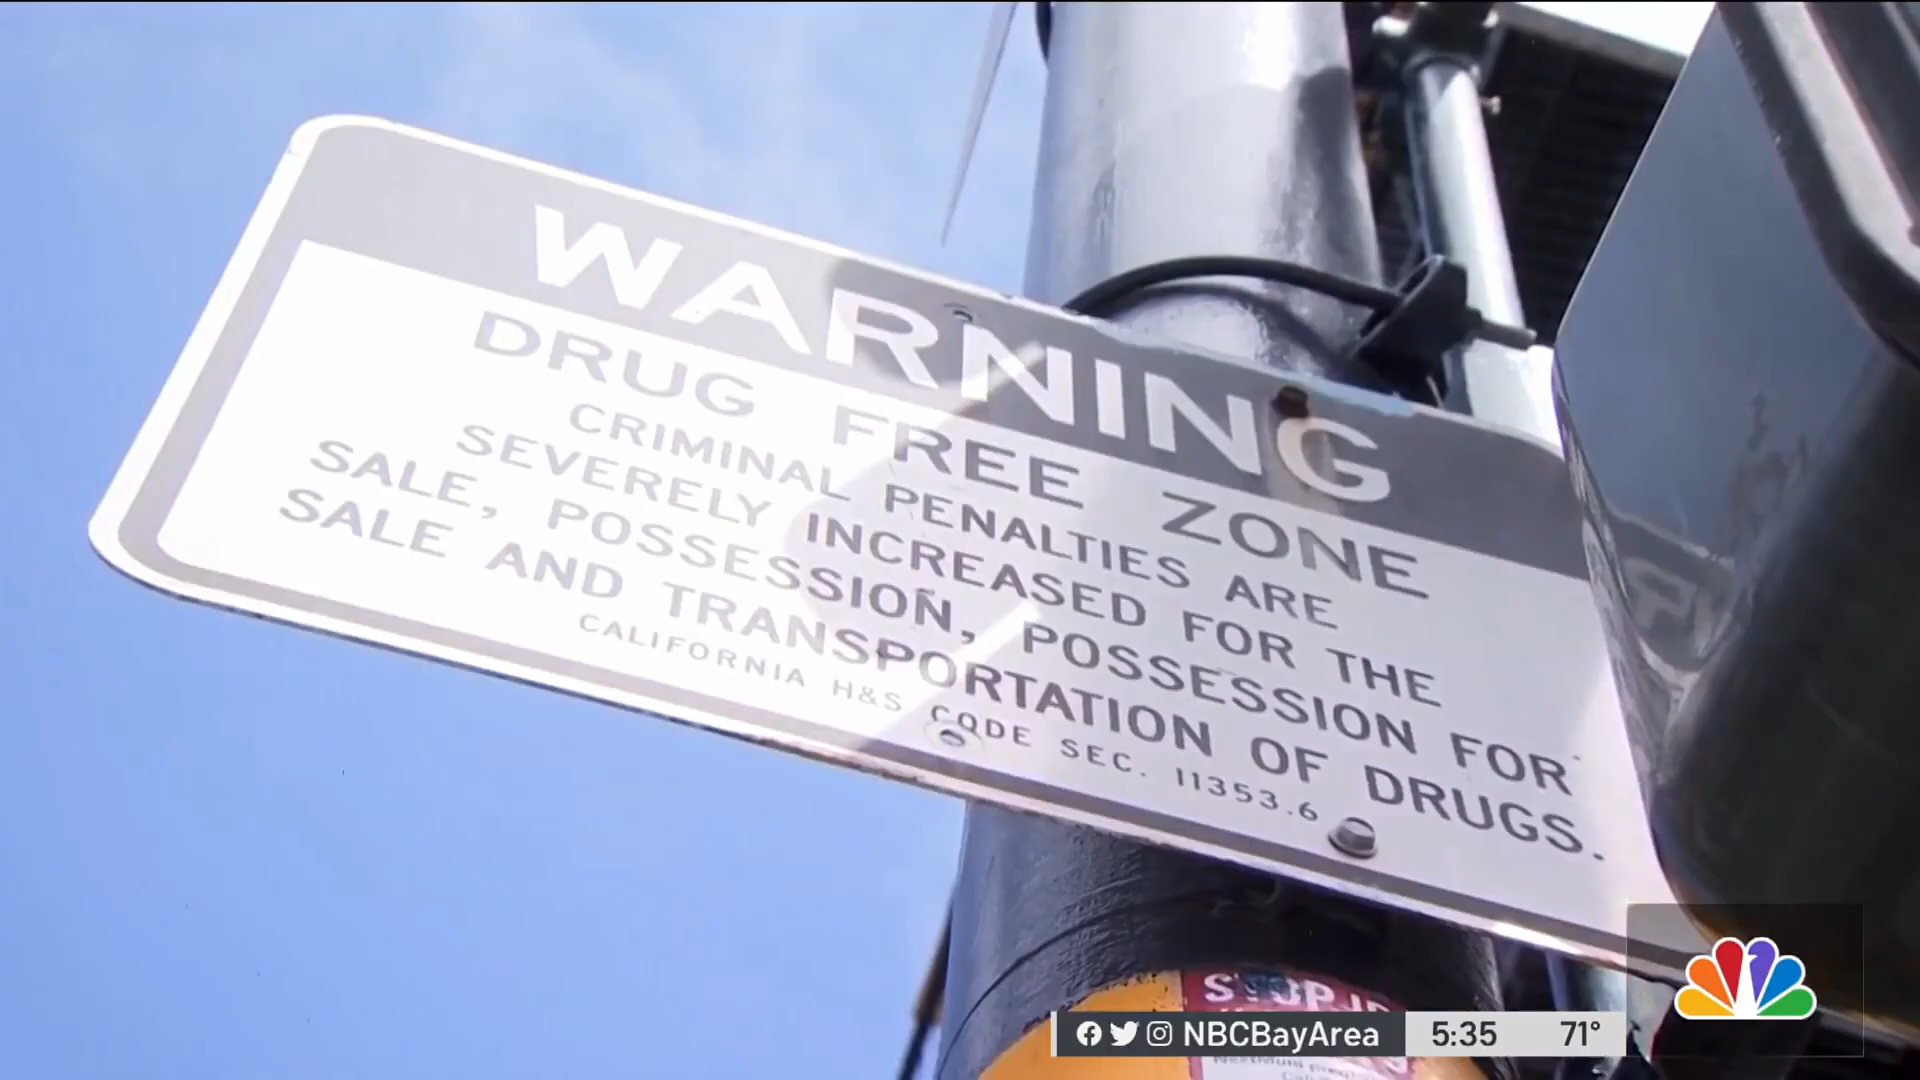 WARNING
DRUG FREE ZONE
CRIMINAL PENALTIES ARE
SEVERELY INCREASED FOR THE
SALE, POSSESSION, POSSESSION FOR
SALE AND TRANSPORTATION OF DRUGS.
CALIFORNIA H&S CODE SEC. 11353.6
NBCBayArea 5:35 71°